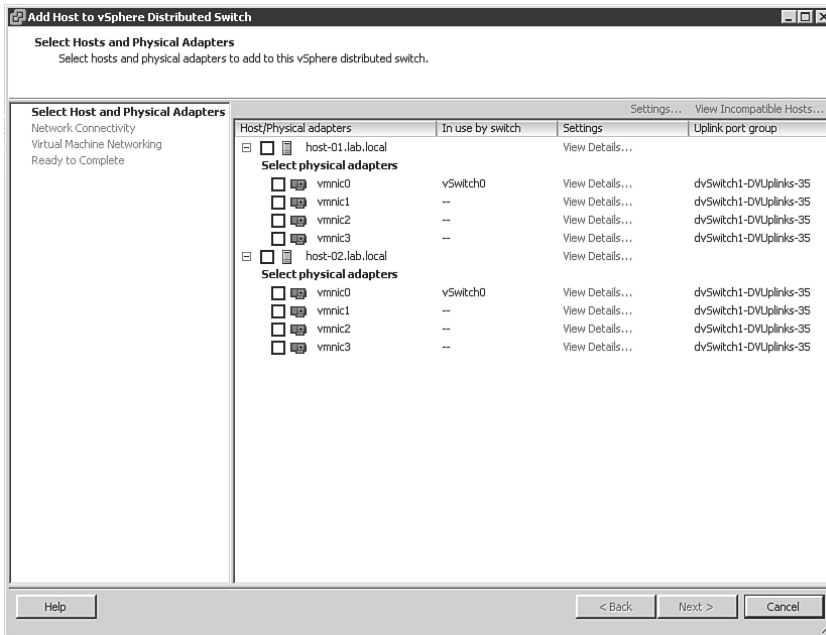 Add Host to vSphere Distributed Switch
Select Hosts and Physical Adapters
Select hosts and physical adapters to add to this vSphere distributed switch.
Select Host and Physical Adapters
Network Connectivity
Virtual Machine Networking
Ready to Complete
Settings... View Incompatible Hosts...
Host/Physical adapters In use by switch Settings Uplink port group
host-01.lab.local View Details...
Select physical adapters
vmnic0 vSwitch0 View Details... dvSwitch1-DVUplinks-35
vmnic1 -- View Details... dvSwitch1-DVUplinks-35
vmnic2 -- View Details... dvSwitch1-DVUplinks-35
vmnic3 -- View Details... dvSwitch1-DVUplinks-35
host-02.lab.local View Details...
Select physical adapters
vmnic0 vSwitch0 View Details... dvSwitch1-DVUplinks-35
vmnic1 -- View Details... dvSwitch1-DVUplinks-35
vmnic2 -- View Details... dvSwitch1-DVUplinks-35
vmnic3 -- View Details... dvSwitch1-DVUplinks-35
Help < Back Next > Cancel